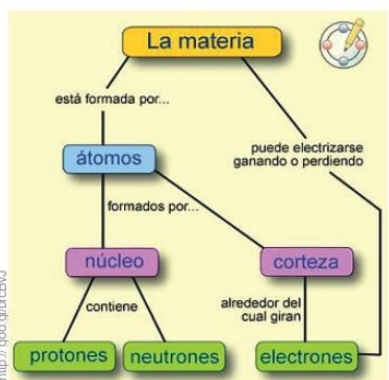 La materia
está formada por...
puede electrizarse
ganando o perdiendo
átomos
formados por...
núcleo
corteza
contiene
alrededor del
cual giran
protones
neutrones
electrones